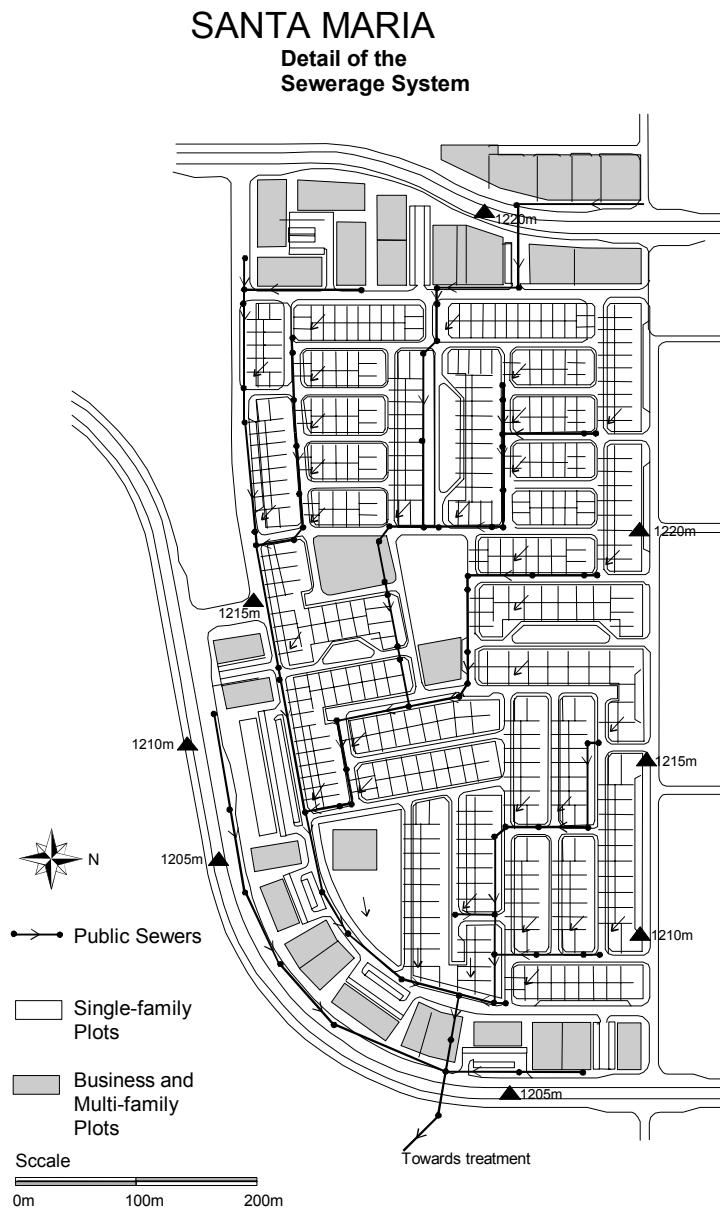 SANTA MARIA
Detail of the
Sewerage System
1220m
1220m
1215m
1210m
1215m
1205m
N
1210m
Public Sewers
Single-family
Plots
Business and
Multi-family
Plots
1205m
Sccale
Towards treatment
0m 100m 200m